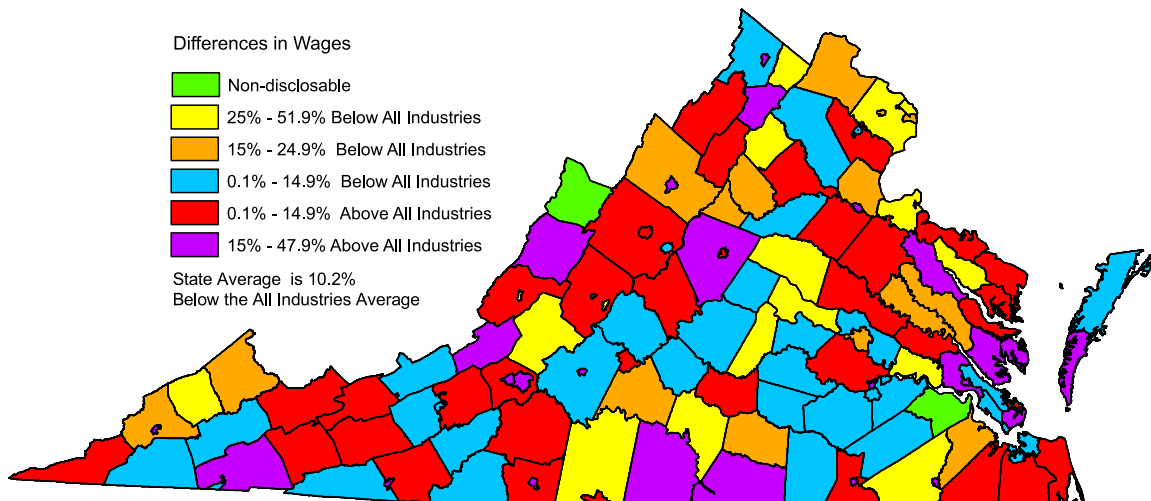 Differences in Wages
Non-disclosable
25% - 51.9% Below All Industries
15% - 24.9% Below All Industries
0.1% - 14.9% Below All Industries
0.1% - 14.9% Above All Industries
15% - 47.9% Above All Industries
State Average is 10.2%
Below the All Industries Average